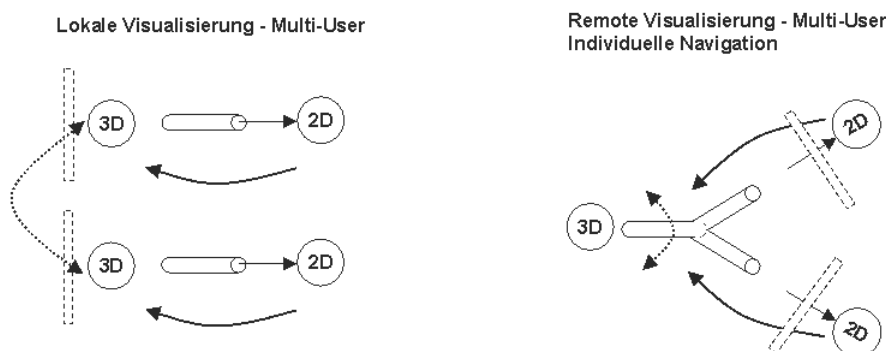 Lokale Visualisierung - Multi-User
3D
2D
3D
2D
Remote Visualisierung - Multi-User
Individuelle Navigation
2D
3D
2D